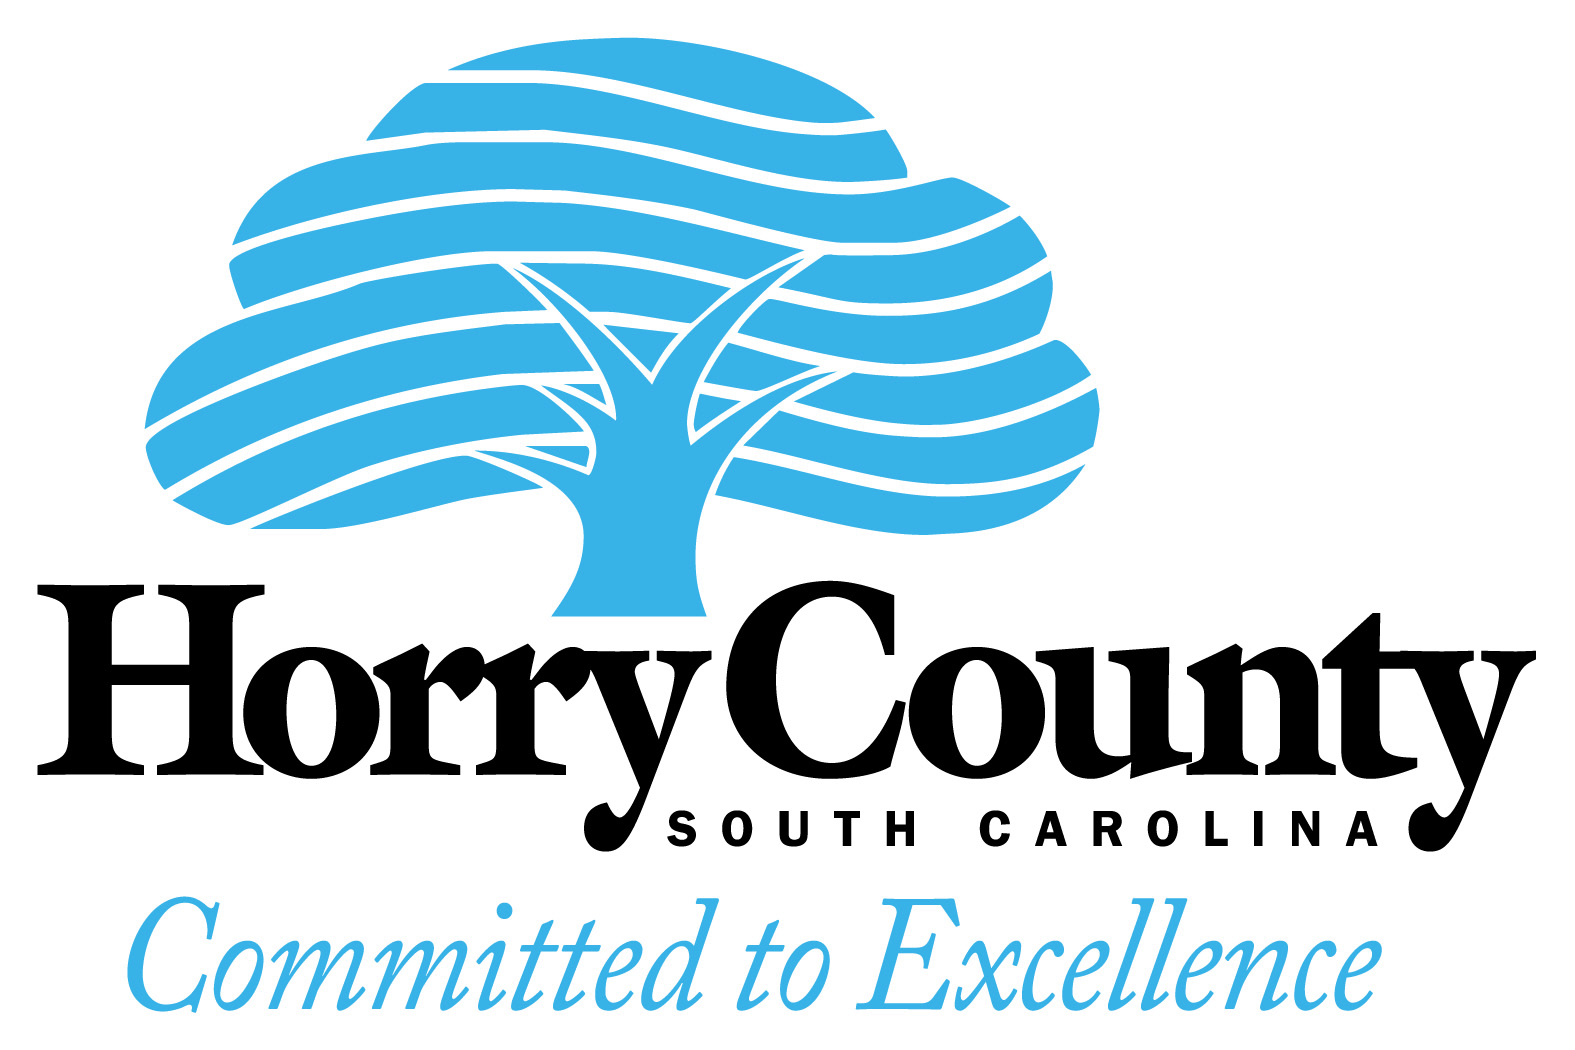 Horry County
SOUTH CAROLINA
Committed to Excellence